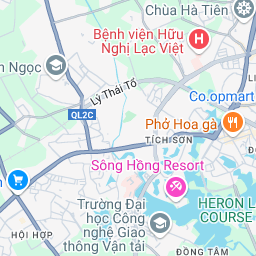 Chùa Hà Tiên
Bệnh viện Hữu
Nghị Lạc Việt
n Ngọc
Lý Thái Tổ
QL2C
Co.opmart
Phở Hoa gà
TÍCH SƠN
Sông Hồng Resort
HERON L
COURSE
Trường Đại
học Công
nghệ Giao
thông Vận tải
HỘI HỢP
ĐỒNG TÂM